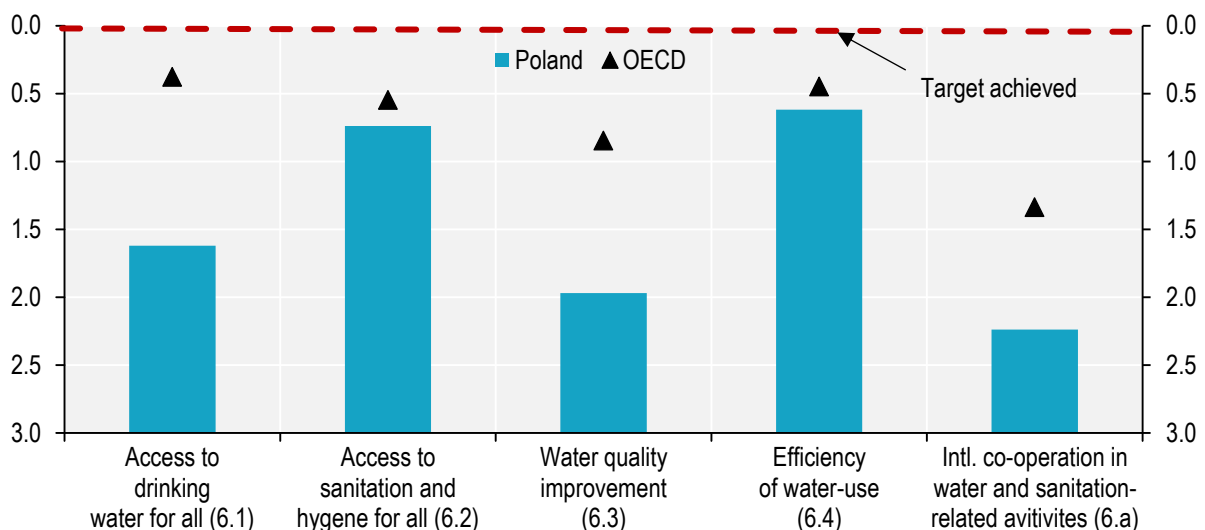 0.0
0.5
1.0
1.5
2.0
2.5
3.0
0.0
0.5
1.0
1.5
2.0
2.5
3.0
Poland
OECD
Target achieved
Access to
drinking
water for all (6.1)
Access to
sanitation and
hygene for all (6.2)
Water quality
improvement
(6.3)
Efficiency
of water-use
(6.4)
Intl. co-operation in
water and sanitation-
related avitivites (6.a)